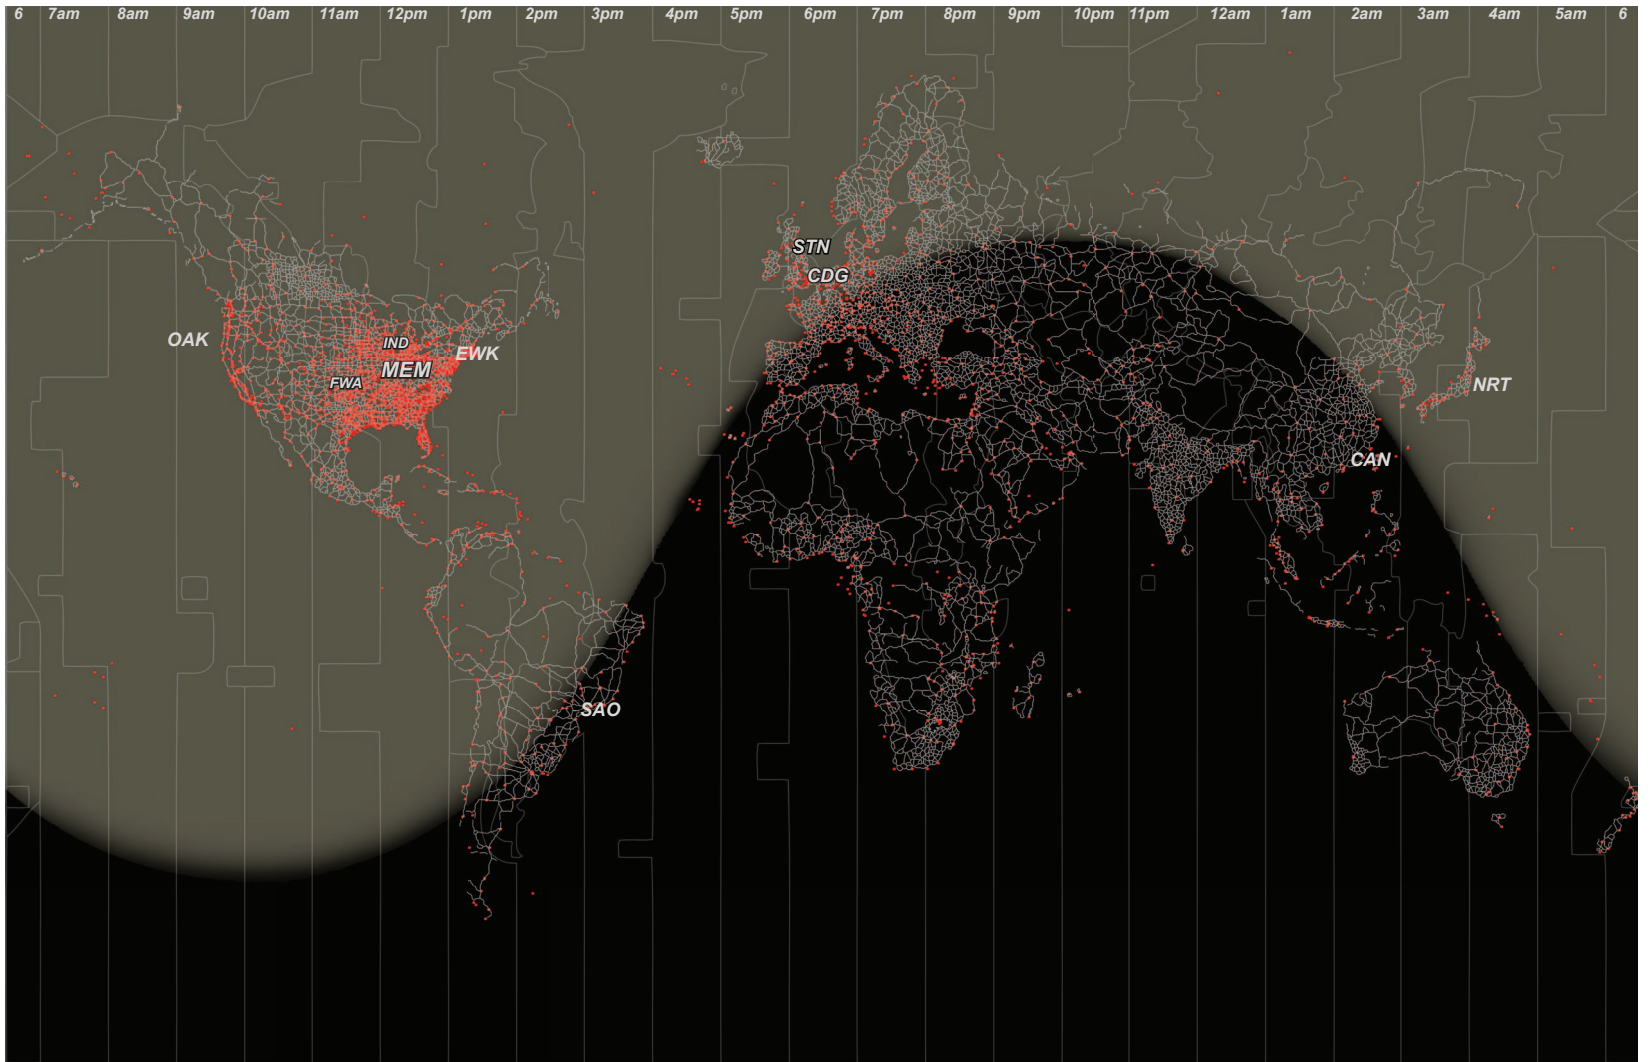 6 7am 8am 9am 10am 11am 12pm 1pm 2pm 3pm 4pm 5pm 6pm 7pm 8pm 9pm 10pm 11pm 12am 1am 2am 3am 4am 5am 6
STN
CDG
OAK
IND
EWK
MEM
FWA
NRT
CAN
SAO